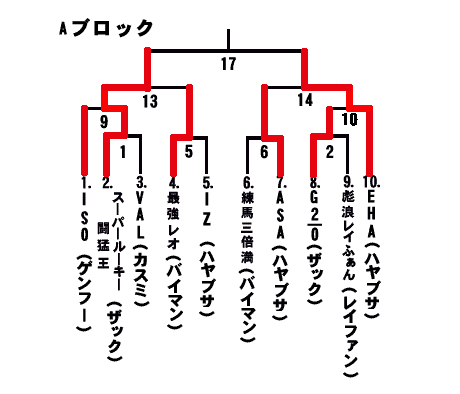 Aブロック
17
13
14
9
10
1
5
6
2
1. ISO (ゲンフー)
2. スーパールーキー闘猛王 (ザック)
3. VAL (カスミ)
4. 最強レオ (バイマン)
5. IZ (ハヤブサ)
6. 練馬三倍満 (バイマン)
7. ASA (ハヤブサ)
8. G2/0 (ザック)
9. 彪浪レイふぁん (レイファン)
10. EHA (ハヤブサ)